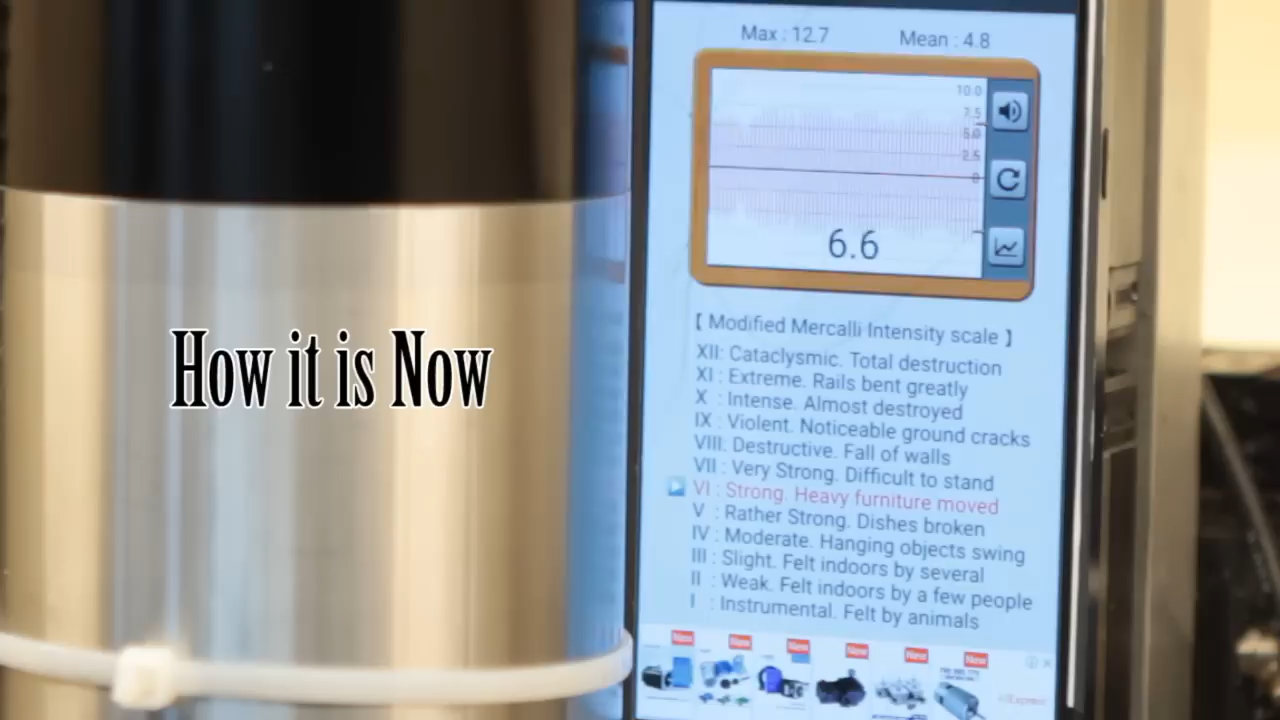 Max : 12.7 Mean : 4.8
10.0
7.5
5.0
2.5
0
6.6
How it is Now
【 Modified Mercalli Intensity scale 】
XII: Cataclysmic. Total destruction
XI : Extreme. Rails bent greatly
X : Intense. Almost destroyed
IX : Violent. Noticeable ground cracks
VIII: Destructive. Fall of walls
VII : Very Strong. Difficult to stand
VI : Strong. Heavy furniture moved
V : Rather Strong. Dishes broken
IV : Moderate. Hanging objects swing
III : Slight. Felt indoors by several
II : Weak. Felt indoors by a few people
I : Instrumental. Felt by animals
New New New New New New